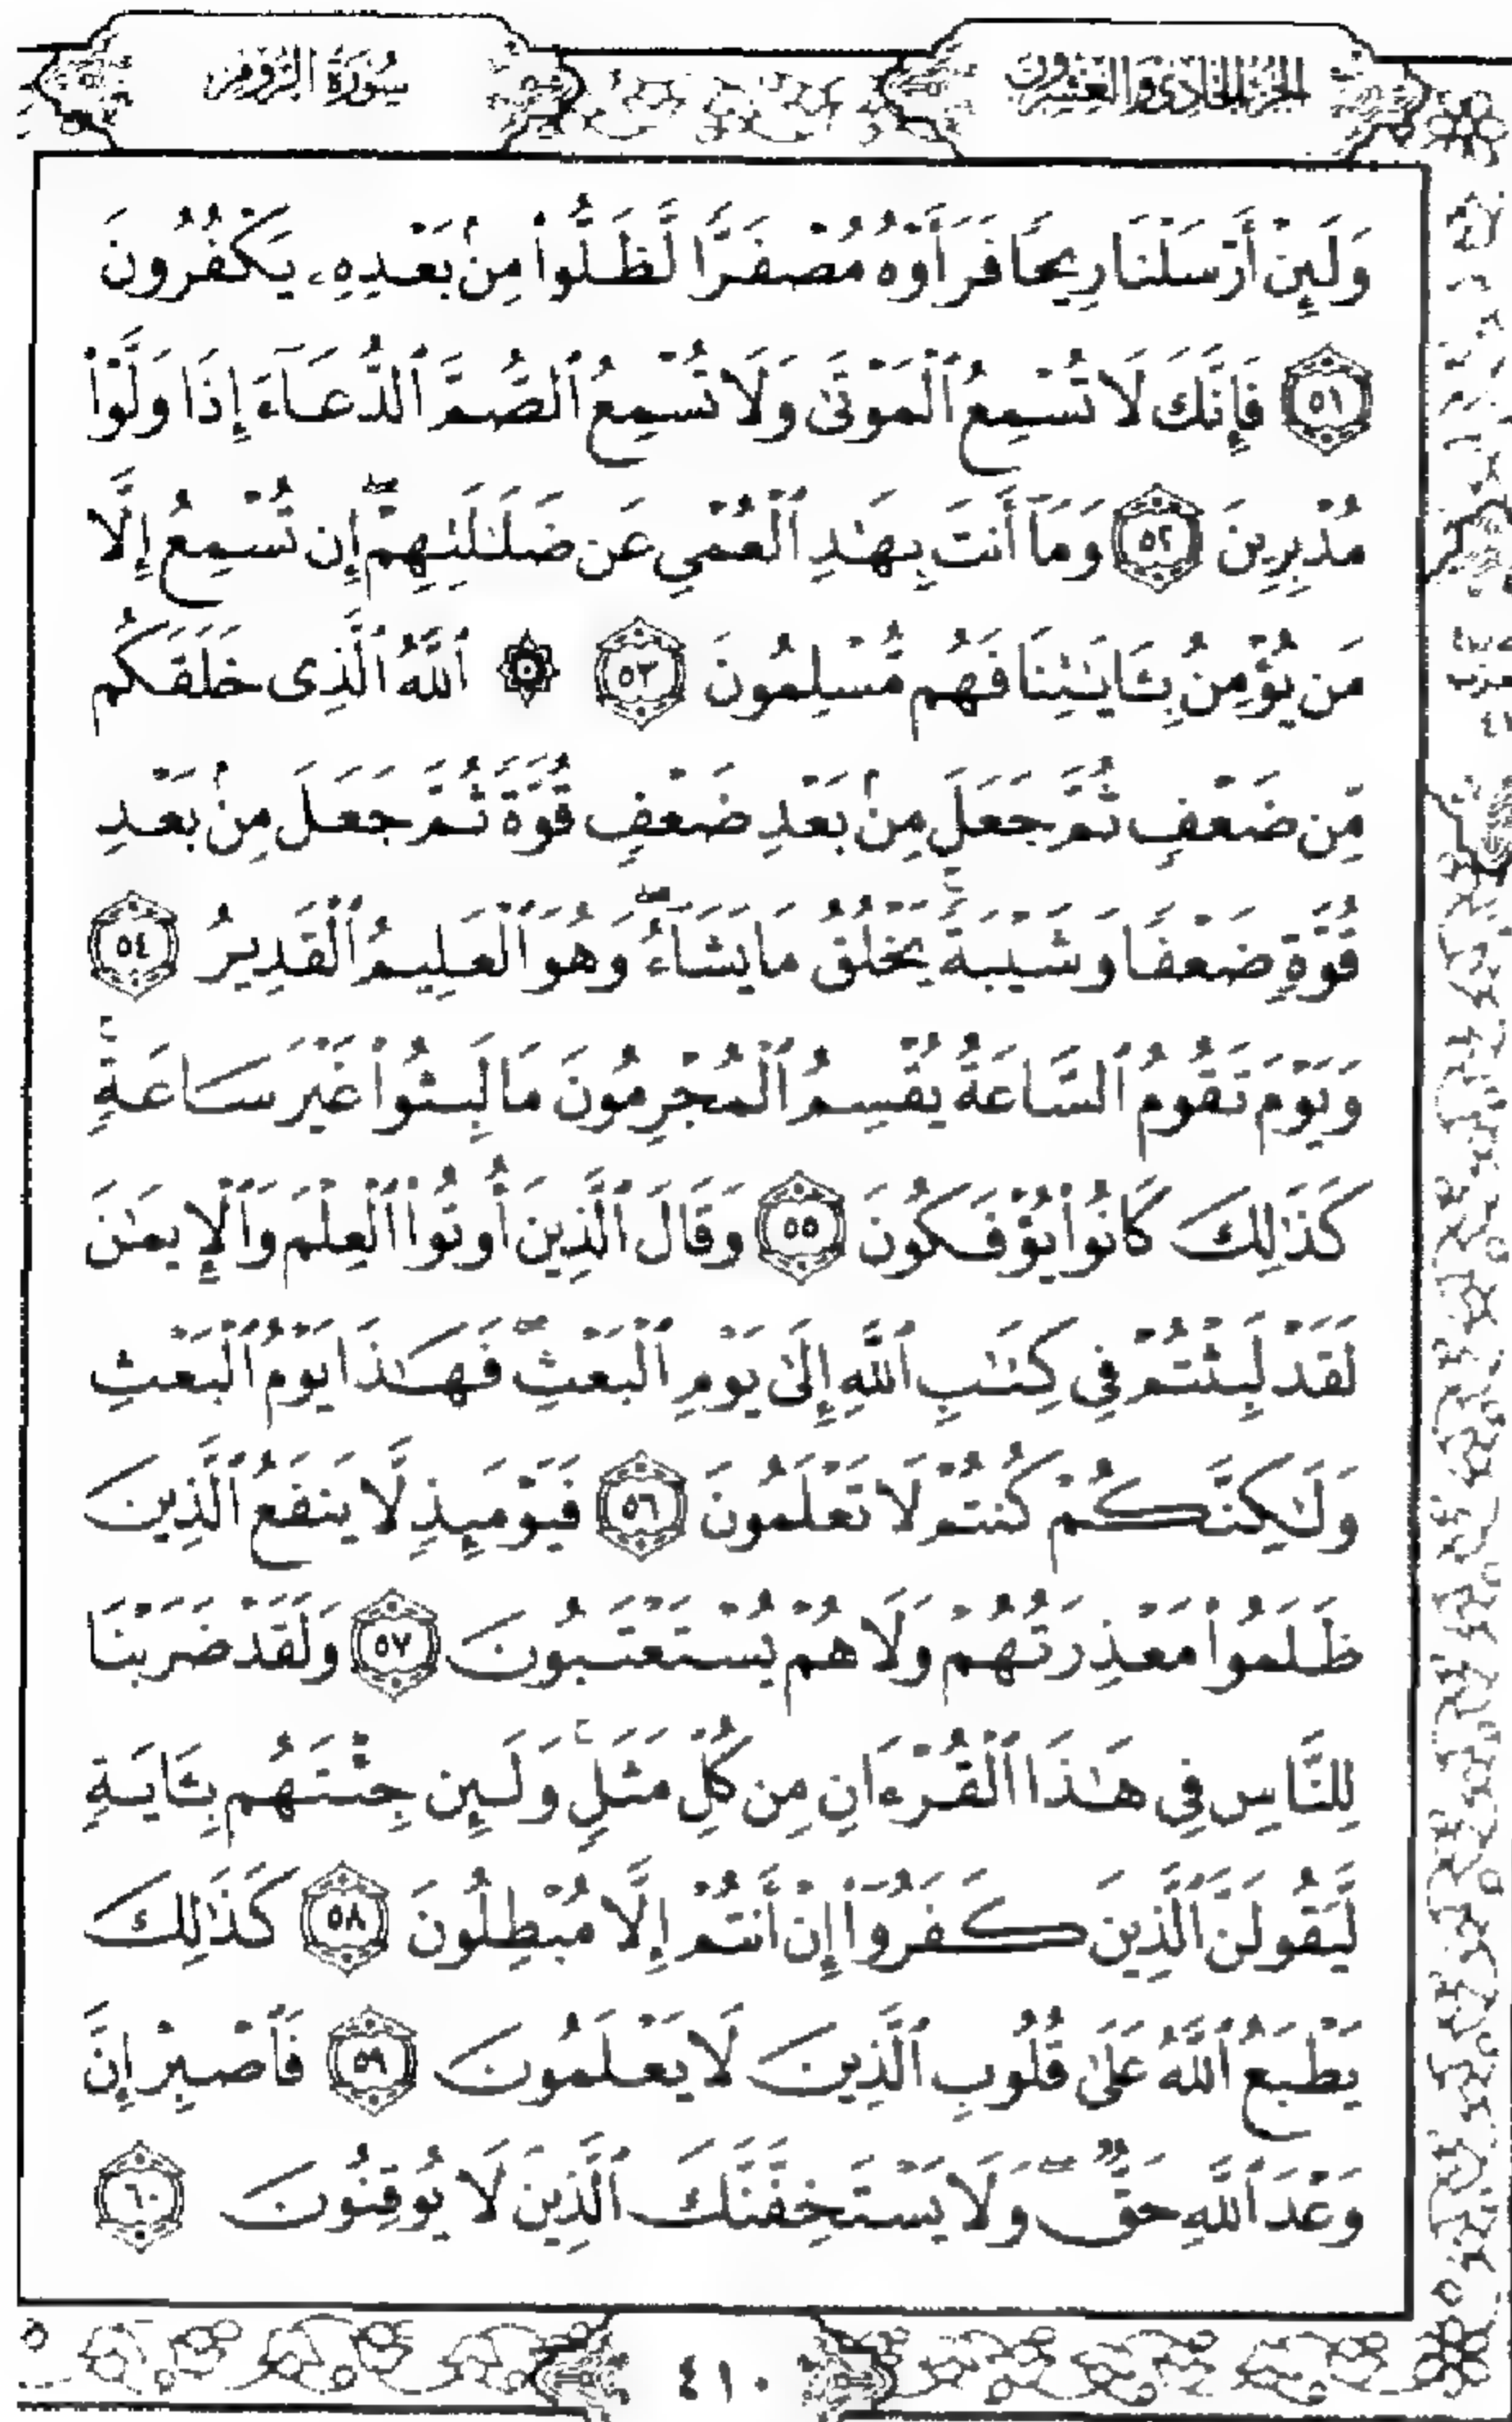 الجزء الحادي والعشرون
سُورَةُ الرُّومِ
وَلَئِنْ أَرْسَلْنَا رِيحًا فَرَأَوْهُ مُصْفَرًّا لَّظَلُّوا۟ مِنۢ بَعْدِهِۦ يَكْفُرُونَ
٥١ فَإِنَّكَ لَا تُسْمِعُ ٱلْمَوْتَىٰ وَلَا تُسْمِعُ ٱلصُّمَّ ٱلدُّعَآءَ إِذَا وَلَّوْا۟
مُدْبِرِينَ ٥٢ وَمَآ أَنتَ بِهَـٰدِ ٱلْعُمْىِ عَن ضَلَـٰلَتِهِمْ ۖ إِن تُسْمِعُ إِلَّا
مَن يُؤْمِنُ بِـَٔايَـٰتِنَا فَهُم مُّسْلِمُونَ ٥٣ ۞ ٱللَّهُ ٱلَّذِى خَلَقَكُم
مِّن ضَعْفٍ ثُمَّ جَعَلَ مِنۢ بَعْدِ ضَعْفٍ قُوَّةً ثُمَّ جَعَلَ مِنۢ بَعْدِ
قُوَّةٍ ضَعْفًا وَشَيْبَةً ۚ يَخْلُقُ مَا يَشَآءُ ۖ وَهُوَ ٱلْعَلِيمُ ٱلْقَدِيرُ ٥٤
وَيَوْمَ تَقُومُ ٱلسَّاعَةُ يُقْسِمُ ٱلْمُجْرِمُونَ مَا لَبِثُوا۟ غَيْرَ سَاعَةٍ ۚ
كَذَٰلِكَ كَانُوا۟ يُؤْفَكُونَ ٥٥ وَقَالَ ٱلَّذِينَ أُوتُوا۟ ٱلْعِلْمَ وَٱلْإِيمَـٰنَ
لَقَدْ لَبِثْتُمْ فِى كِتَـٰبِ ٱللَّهِ إِلَىٰ يَوْمِ ٱلْبَعْثِ ۖ فَهَـٰذَا يَوْمُ ٱلْبَعْثِ
وَلَـٰكِنَّكُمْ كُنتُمْ لَا تَعْلَمُونَ ٥٦ فَيَوْمَئِذٍ لَّا يَنفَعُ ٱلَّذِينَ
ظَلَمُوا۟ مَعْذِرَتُهُمْ وَلَا هُمْ يُسْتَعْتَبُونَ ٥٧ وَلَقَدْ ضَرَبْنَا
لِلنَّاسِ فِى هَـٰذَا ٱلْقُرْءَانِ مِن كُلِّ مَثَلٍ ۚ وَلَئِن جِئْتَهُم بِـَٔايَةٍ
لَّيَقُولَنَّ ٱلَّذِينَ كَفَرُوٓا۟ إِنْ أَنتُمْ إِلَّا مُبْطِلُونَ ٥٨ كَذَٰلِكَ
يَطْبَعُ ٱللَّهُ عَلَىٰ قُلُوبِ ٱلَّذِينَ لَا يَعْلَمُونَ ٥٩ فَٱصْبِرْ إِنَّ
وَعْدَ ٱللَّهِ حَقٌّ ۖ وَلَا يَسْتَخِفَّنَّكَ ٱلَّذِينَ لَا يُوقِنُونَ ٦٠
٤١٠